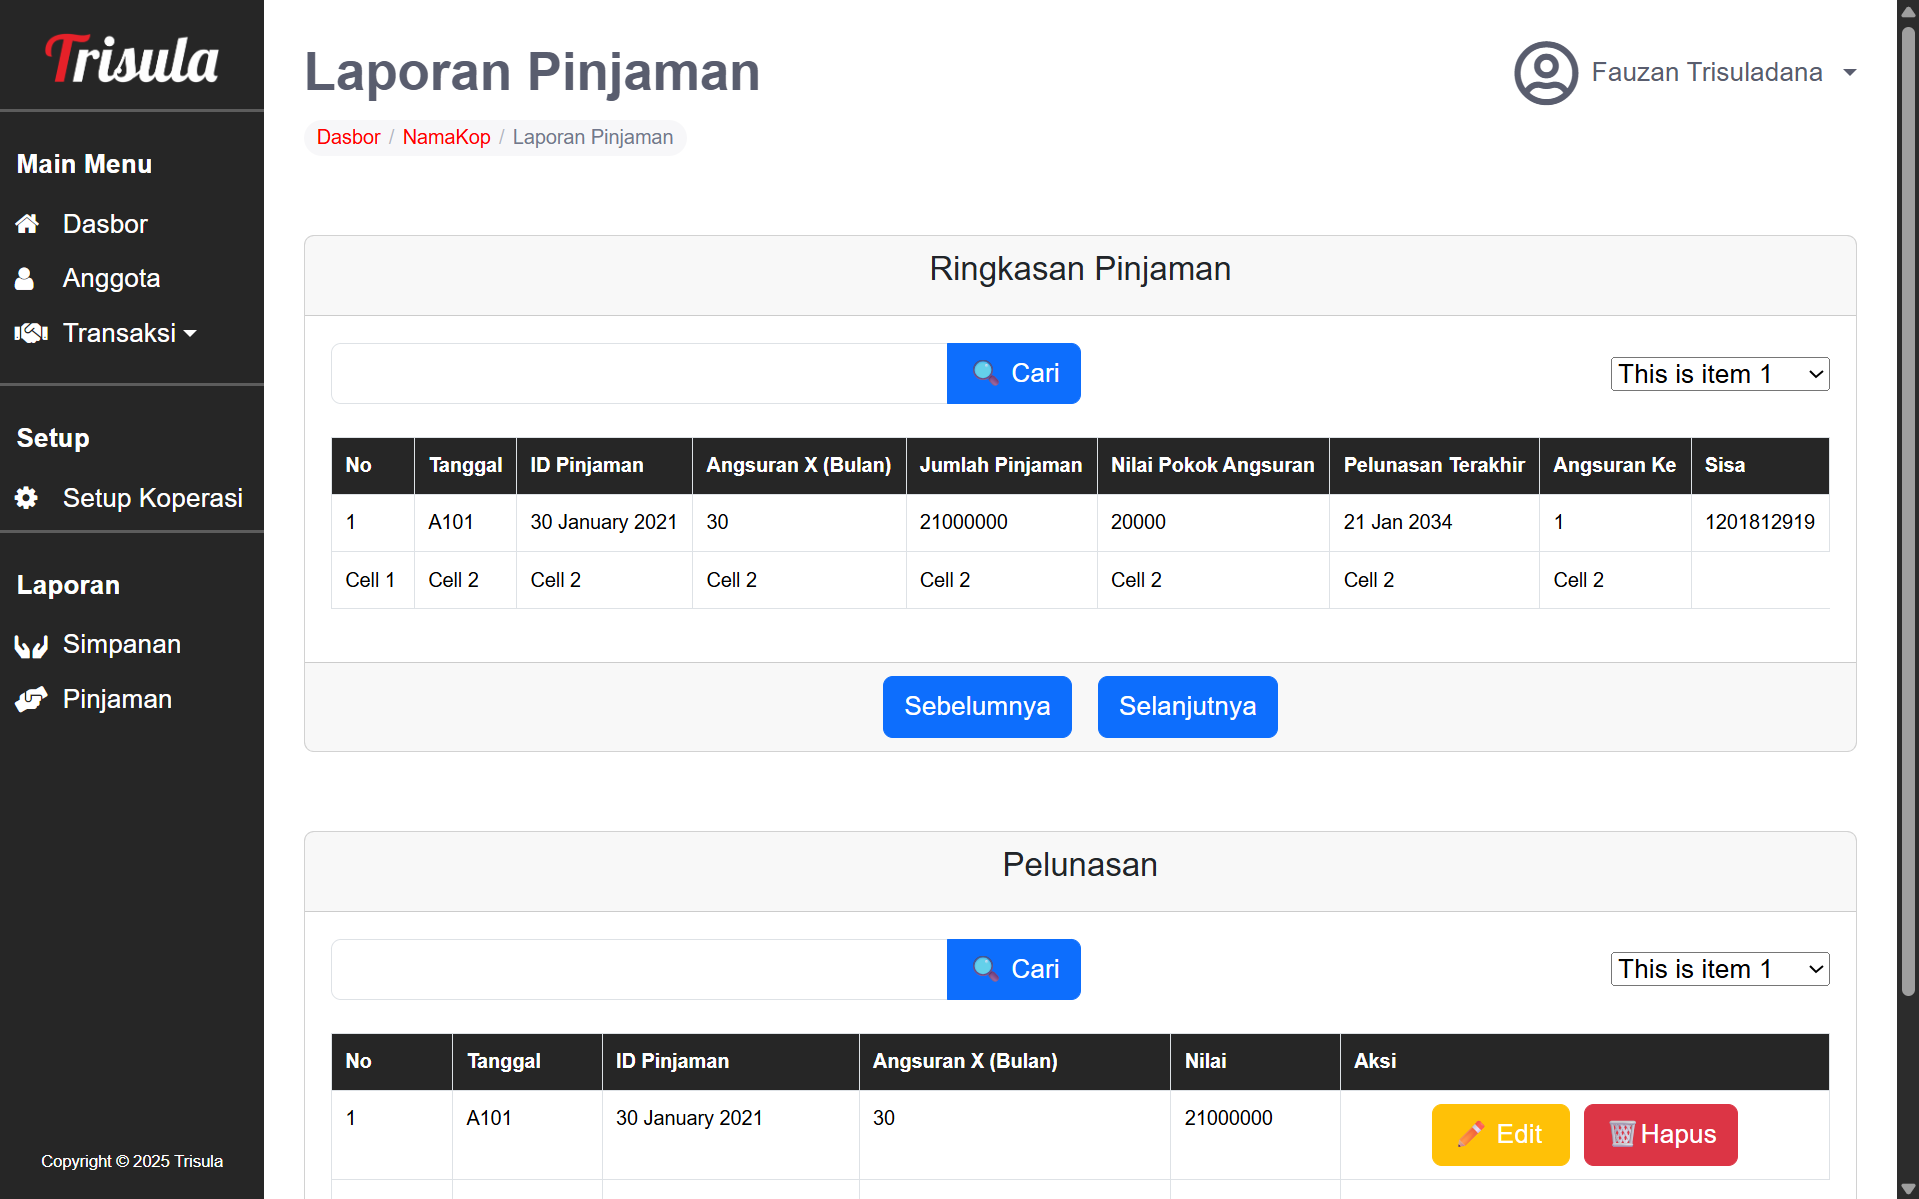 Trisula
Main Menu
Dasbor
Anggota
Transaksi
Setup
Setup Koperasi
Laporan
Simpanan
Pinjaman
Copyright © 2025 Trisula
Laporan Pinjaman
Fauzan Trisuladana
Dasbor / NamaKop / Laporan Pinjaman
Ringkasan Pinjaman
Cari
This is item 1
No Tanggal ID Pinjaman Angsuran X (Bulan) Jumlah Pinjaman Nilai Pokok Angsuran Pelunasan Terakhir Angsuran Ke Sisa
1 A101 30 January 2021 30 21000000 20000 21 Jan 2034 1 1201812919
Cell 1 Cell 2 Cell 2 Cell 2 Cell 2 Cell 2 Cell 2 Cell 2
Sebelumnya Selanjutnya
Pelunasan
Cari
This is item 1
No Tanggal ID Pinjaman Angsuran X (Bulan) Nilai Aksi
1 A101 30 January 2021 30 21000000 Edit Hapus